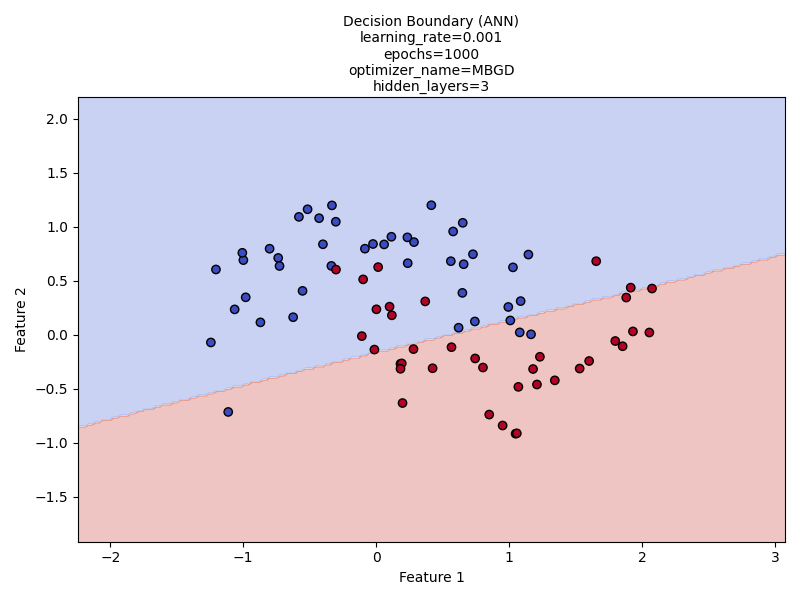 Decision Boundary (ANN)
learning_rate=0.001
epochs=1000
optimizer_name=MBGD
hidden_layers=3
2.0
1.5
1.0
0.5
0.0
−0.5
−1.0
−1.5
Feature 2
−2
−1
0
1
2
3
Feature 1